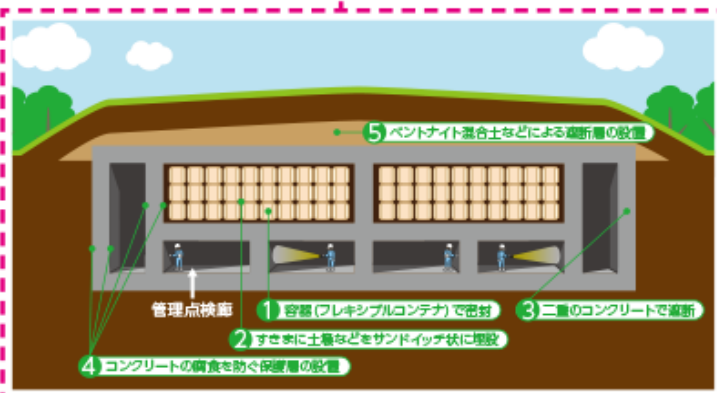 5 ベントナイト混合土などによる遮断層の設置
管理点検廊
1 容器(フレキシブルコンテナ)で密封
3 二重のコンクリートで遮断
2 すきまに土壌などをサンドイッチ状に埋設
4 コンクリートの腐食を防ぐ保護層の設置